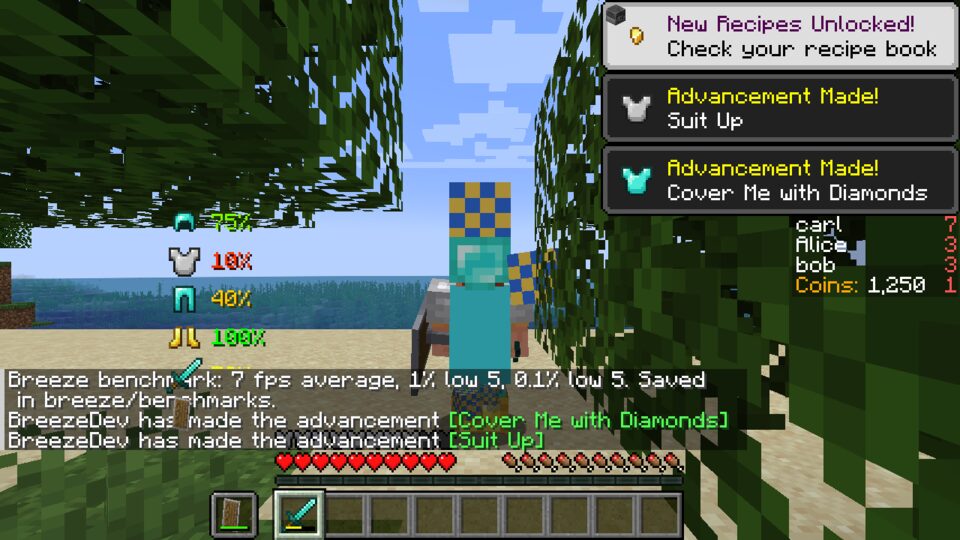 New Recipes Unlocked!
Check your recipe book
Advancement Made!
Suit Up
Advancement Made!
Cover Me with Diamonds
carl 7
Alice 3
bob 3
Coins: 1,250 1
75%
10%
40%
100%
Breeze benchmark: 7 fps average, 1% low 5, 0.1% low 5. Saved
in breeze/benchmarks.
BreezeDev has made the advancement [Cover Me with Diamonds]
BreezeDev has made the advancement [Suit Up]